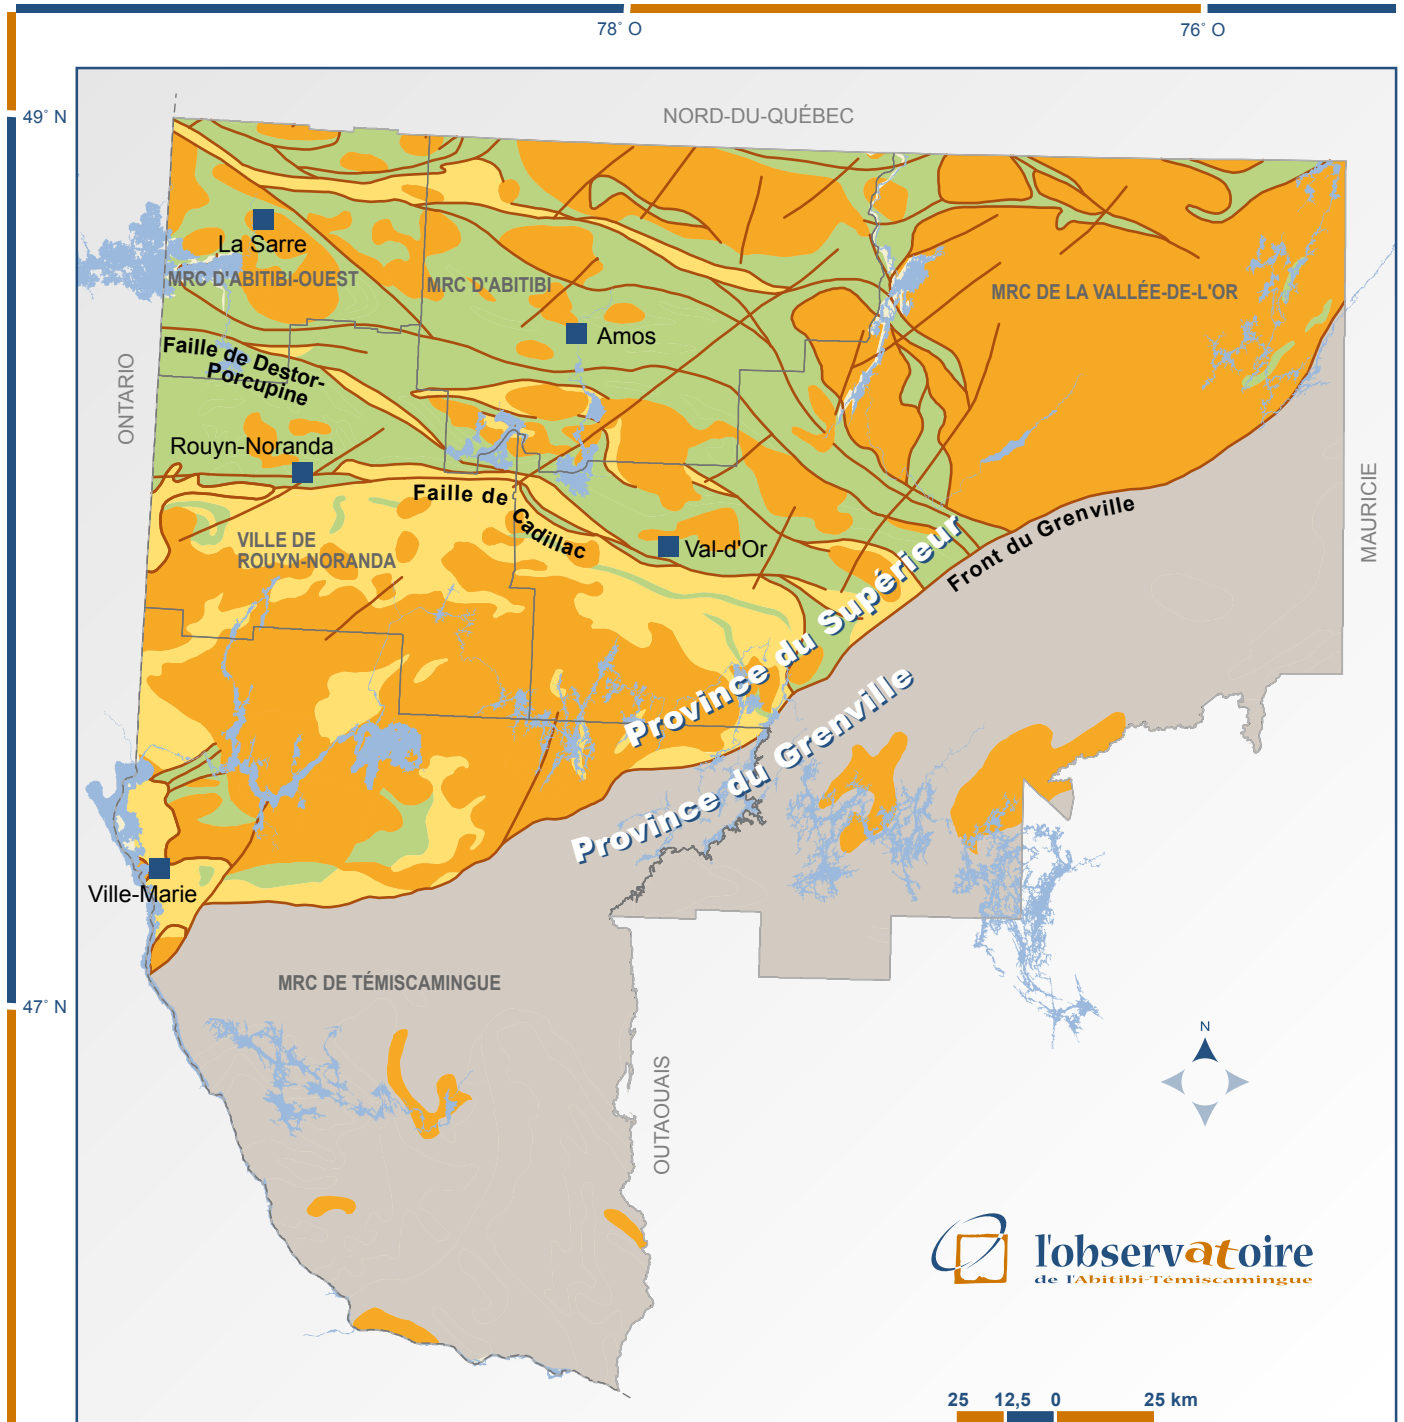 78° O
76° O
49° N
NORD-DU-QUÉBEC
La Sarre
MRC D'ABITIBI-OUEST
MRC D'ABITIBI
MRC DE LA VALLÉE-DE-L'OR
Amos
Faille de Destor-
Porcupine
ONTARIO
Rouyn-Noranda
Faille de
Cadillac
MAURICIE
VILLE DE
ROUYN-NORANDA
Val-d'Or
Front du Grenville
Province du Supérieur
Province du Grenville
Ville-Marie
MRC DE TÉMISCAMINGUE
47° N
N
OUTAOUAIS
l'observatoire
de l'Abitibi-Témiscamingue
25 12,5 0 25 km